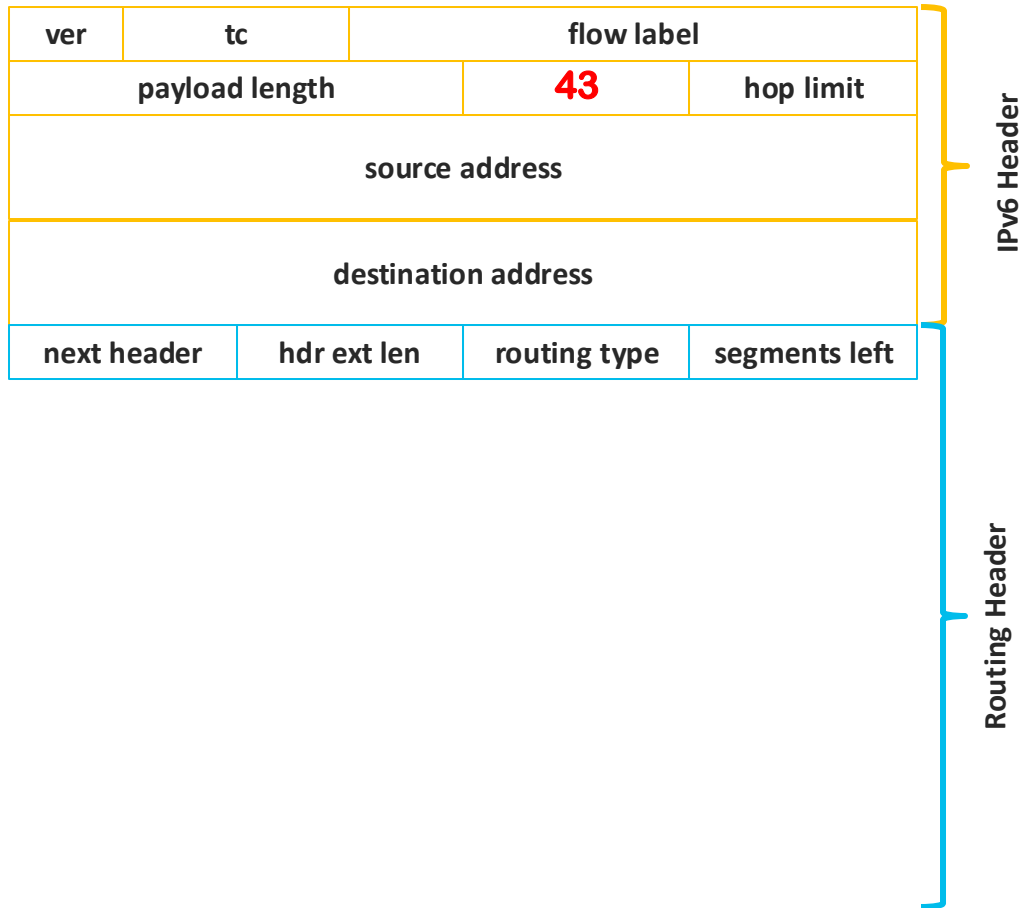 ver tc flow label
payload length 43 hop limit
source address
destination address
next header hdr ext len routing type segments left
IPv6 Header
Routing Header